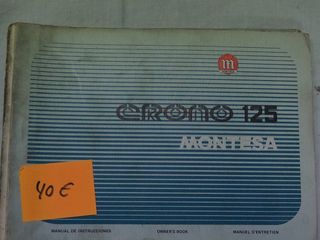 m
CRONO 125
MONTESA
40 €
MANUAL DE INSTRUCCIONES OWNER'S BOOK MANUEL D'ENTRETIEN